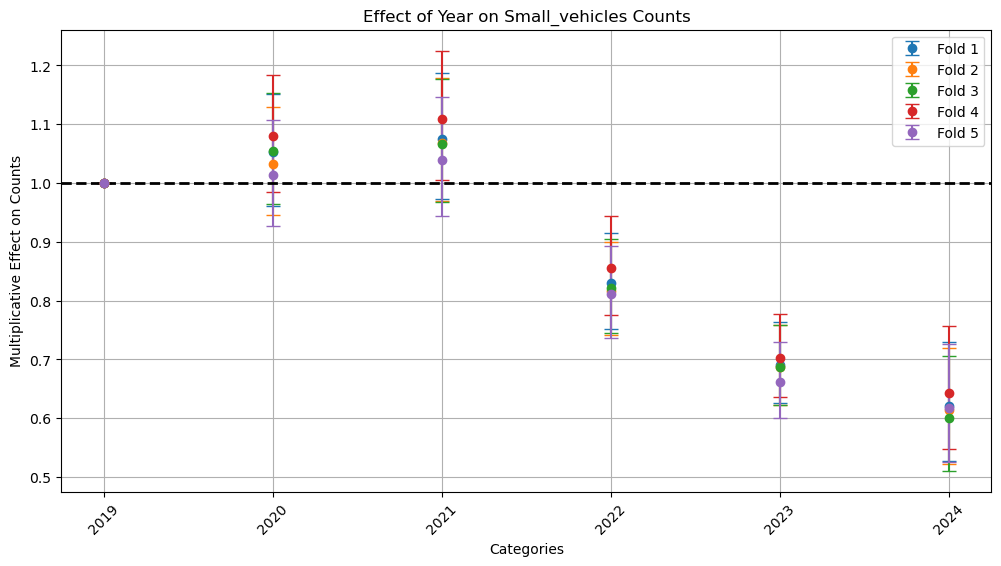 Effect of Year on Small_vehicles Counts
Multiplicative Effect on Counts
1.2
1.1
1.0
0.9
0.8
0.7
0.6
0.5
Fold 1
Fold 2
Fold 3
Fold 4
Fold 5
2019
2020
2021
2022
2023
2024
Categories